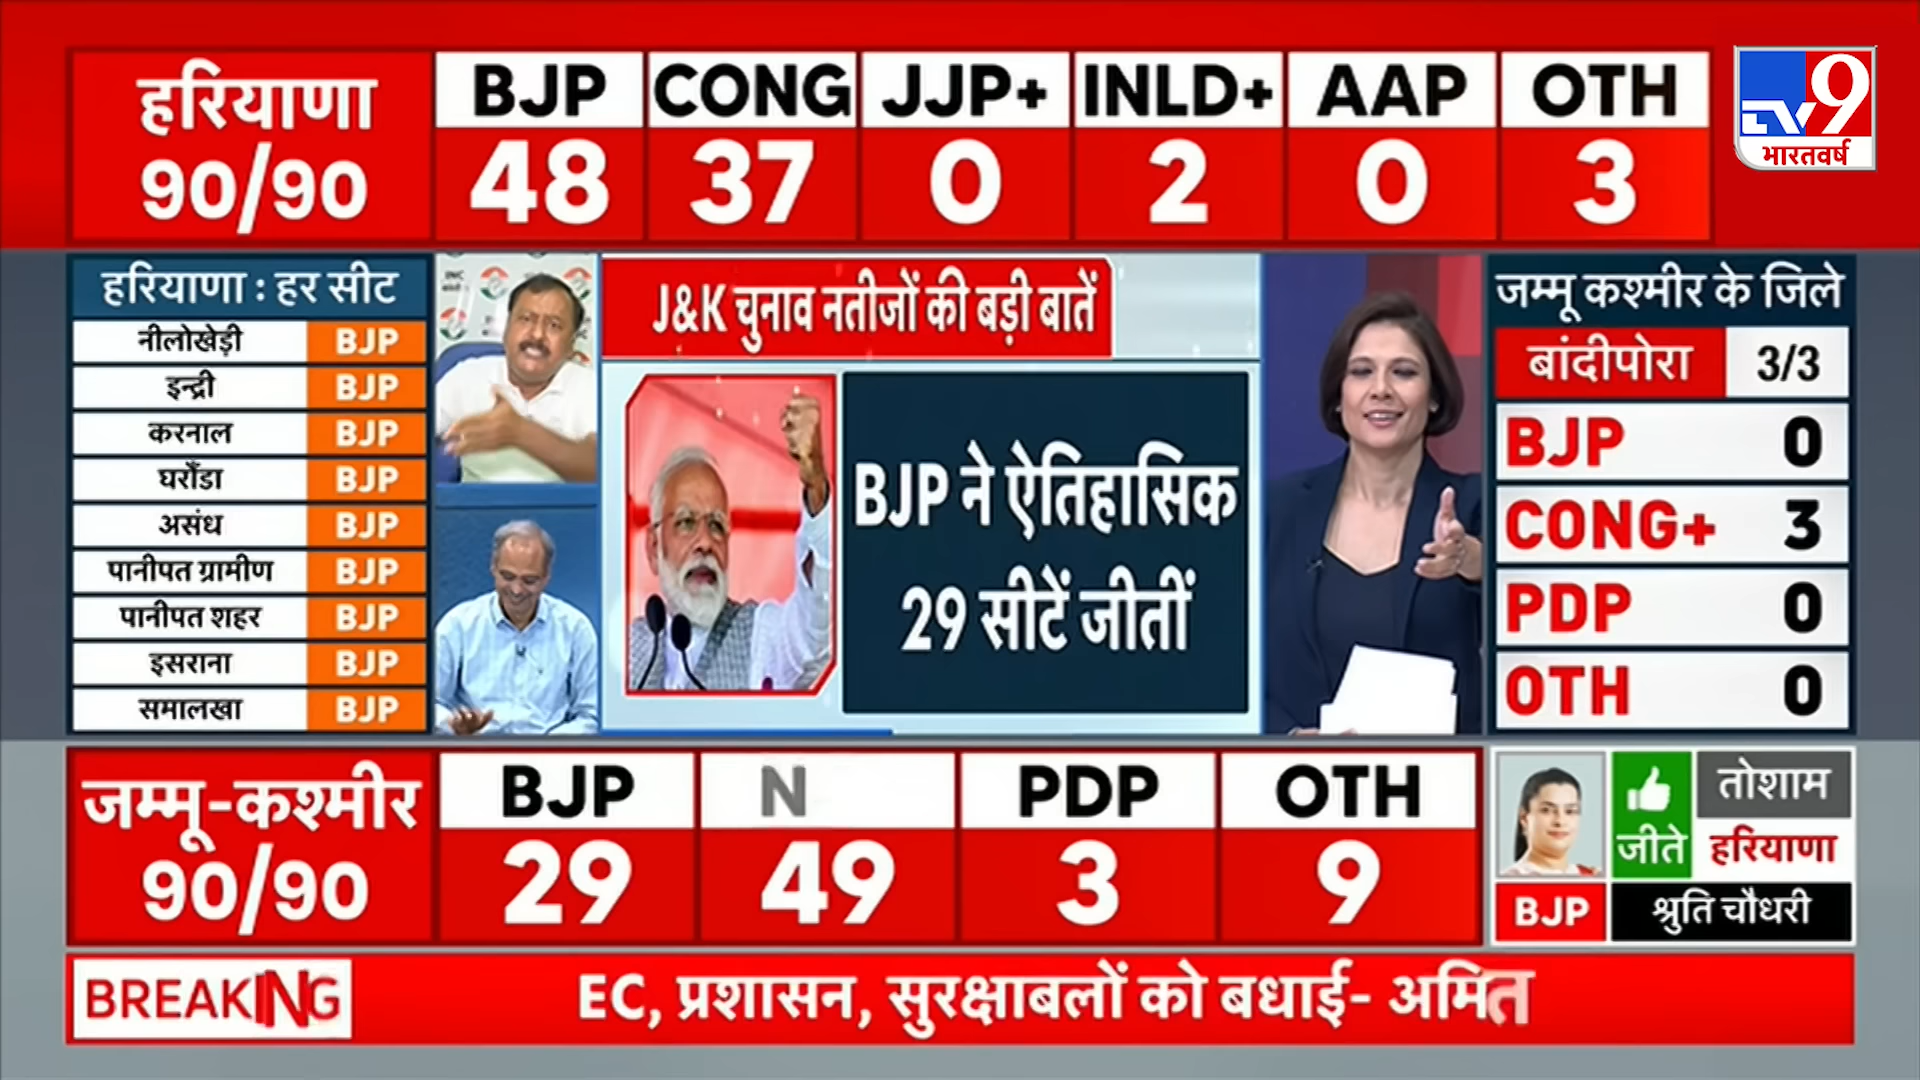 हरियाणा
90/90
BJP CONG JJP+ INLD+ AAP OTH
48 37 0 2 0 3
TV9
भारतवर्ष
हरियाणा : हर सीट
नीलोखेड़ी BJP
इन्द्री BJP
करनाल BJP
घरौंडा BJP
असंध BJP
पानीपत ग्रामीण BJP
पानीपत शहर BJP
इसराना BJP
समालखा BJP
INC
J&K चुनाव नतीजों की बड़ी बातें
BJP ने ऐतिहासिक
29 सीटें जीतीं
जम्मू कश्मीर के जिले
बांदीपोरा 3/3
BJP 0
CONG+ 3
PDP 0
OTH 0
जम्मू-कश्मीर
90/90
BJP N PDP OTH
29 49 3 9
जीते
तोशाम
हरियाणा
BJP श्रुति चौधरी
BREAKING
EC, प्रशासन, सुरक्षाबलों को बधाई- अमित